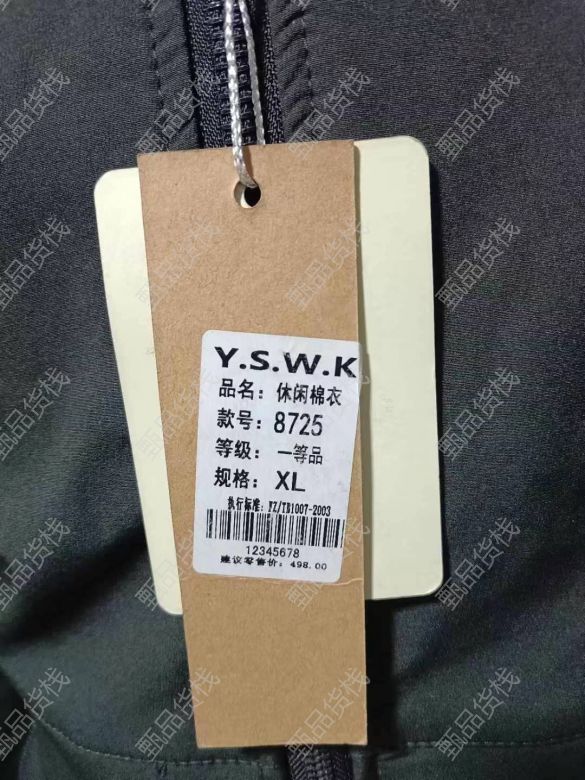 Y.S.W.K
品名：休闲棉衣
款号：8725
等级：一等品
规格：XL
执行标准：FZ/TB1007-2003
12345678
建议零售价：498.00
甄品货栈